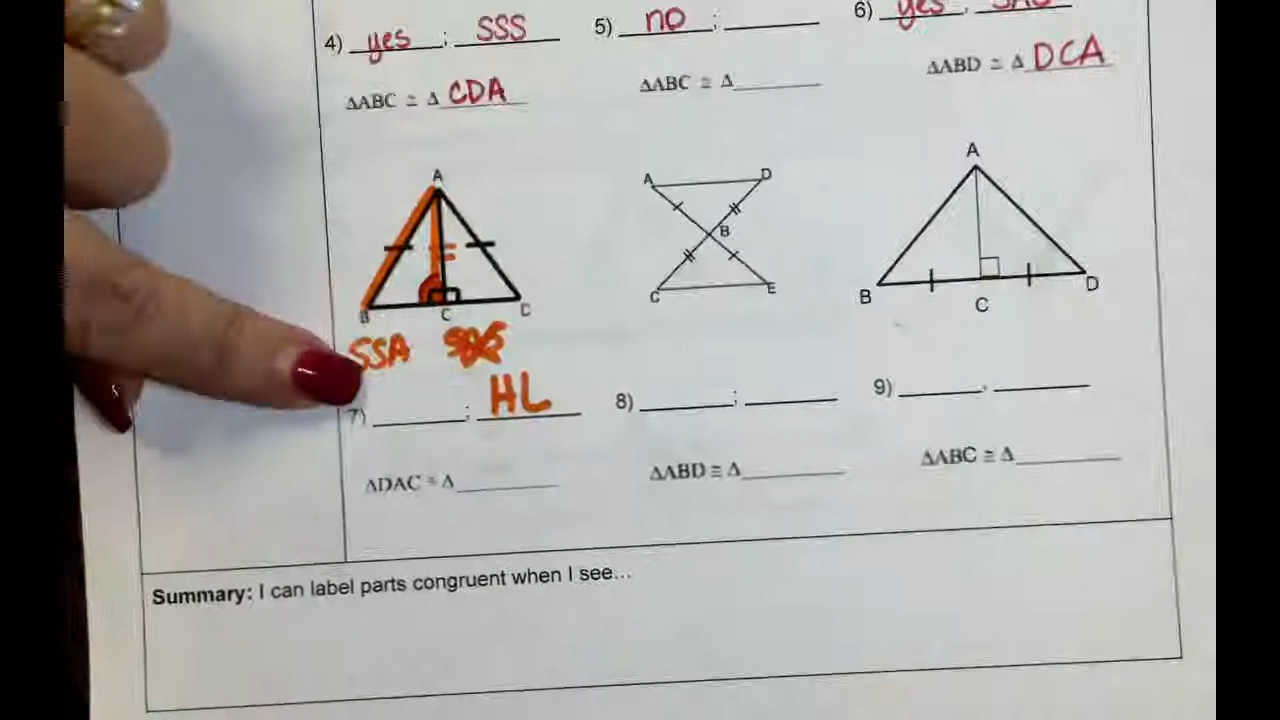 4) yes ; SSS
5) no ;
6) yes , SAS
ΔABC ≅ Δ CDA
ΔABC ≅ Δ
ΔABD ≅ Δ DCA
A
B
C
D
SSA
A
D
B
C
E
A
B
C
D
7) ; HL
8) ;
9) ,
ΔDAC ≅ Δ
ΔABD ≅ Δ
ΔABC ≅ Δ
Summary: I can label parts congruent when I see...